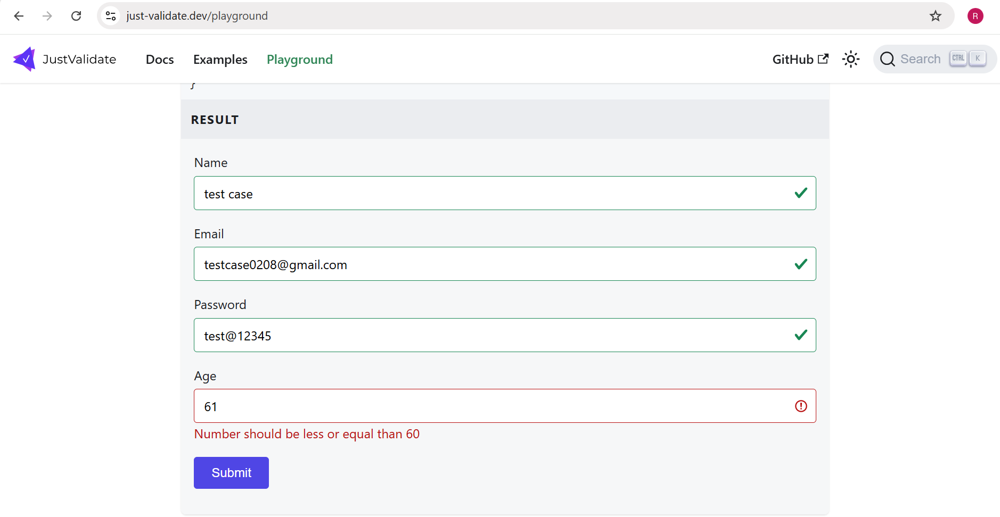 just-validate.dev/playground
R
JustValidate Docs Examples Playground GitHub Search CTRL K
}
RESULT
Name
test case
Email
testcase0208@gmail.com
Password
test@12345
Age
61
Number should be less or equal than 60
Submit